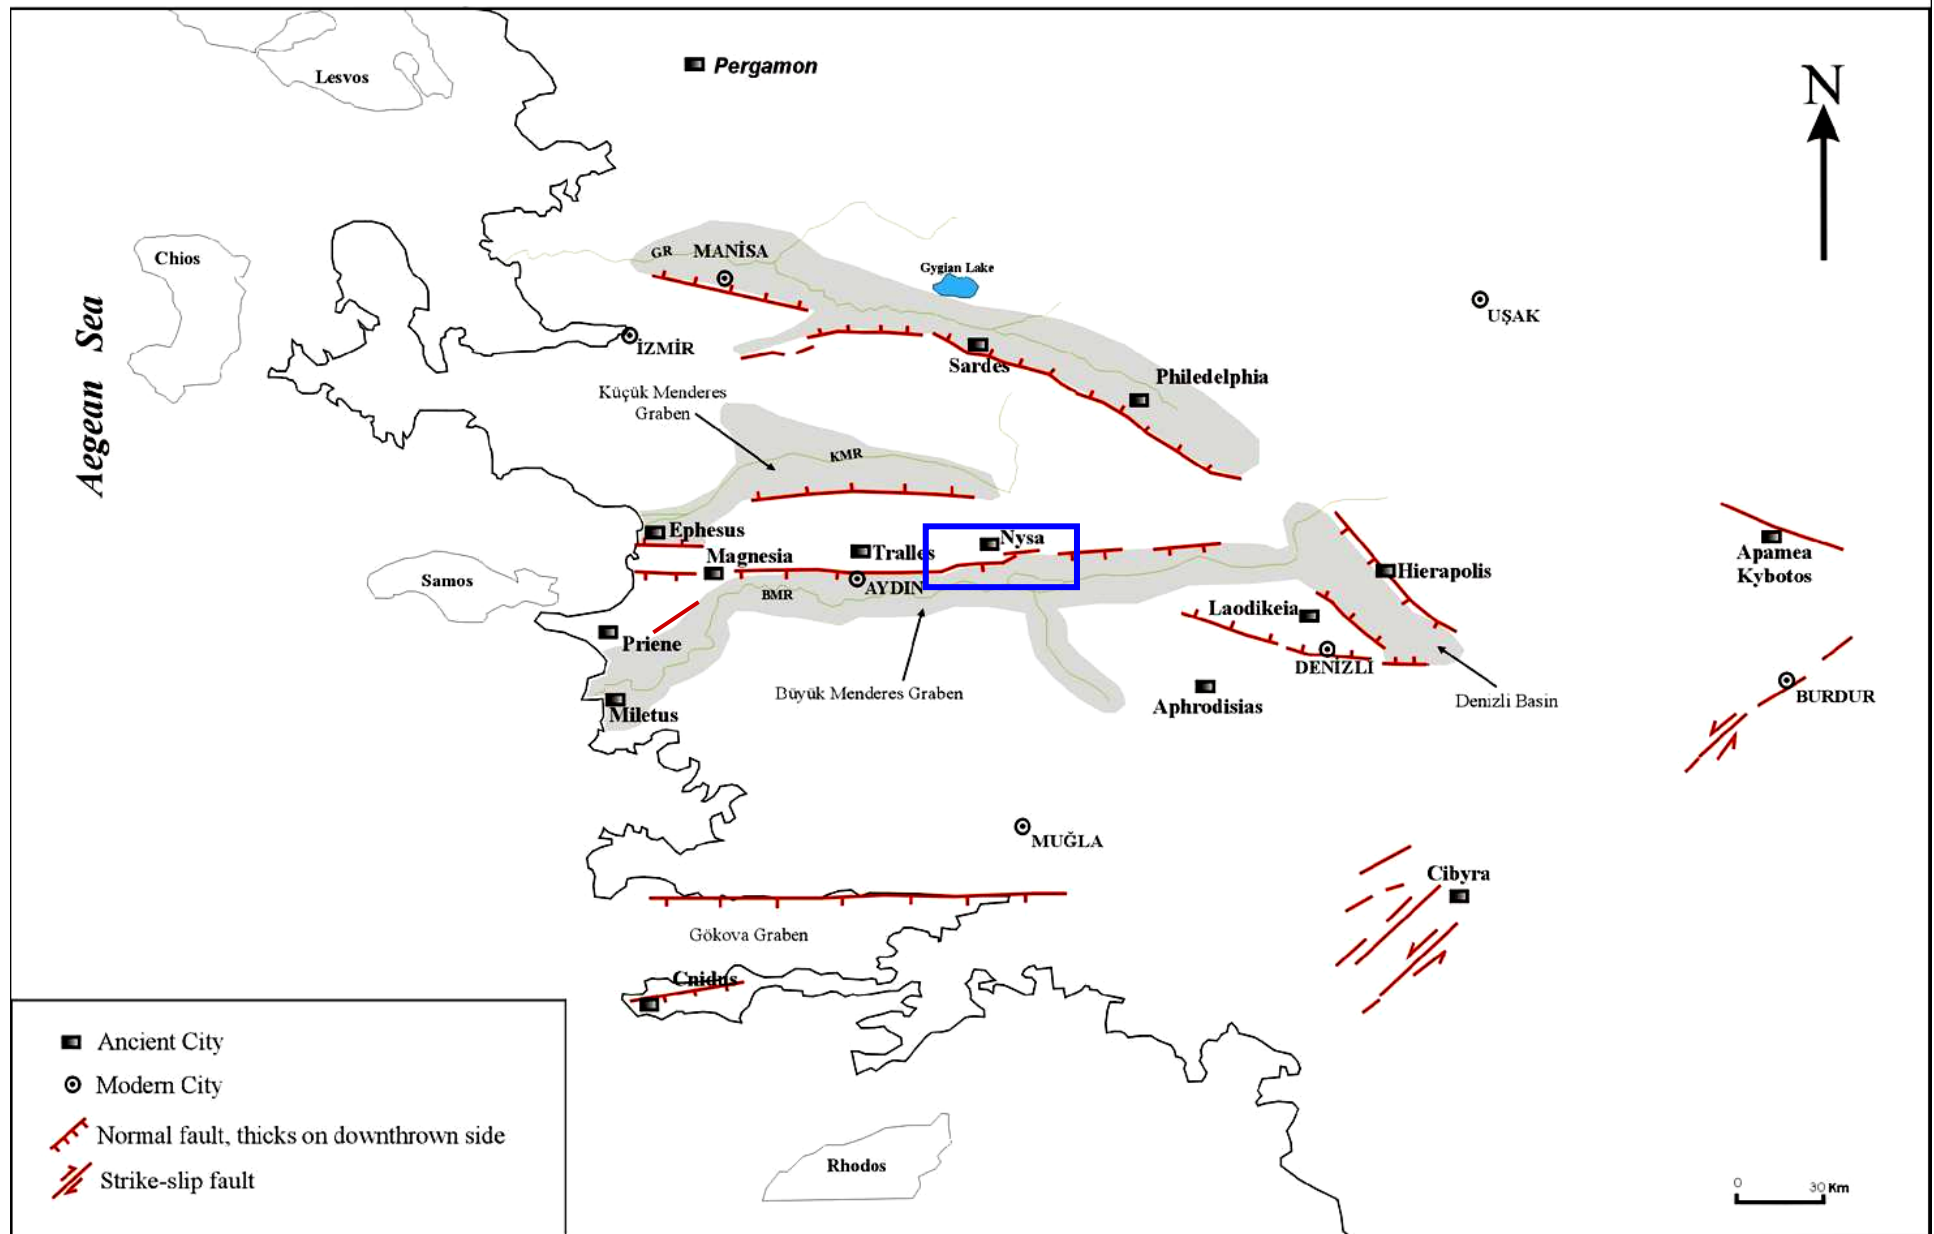 Lesvos
Pergamon
N
Chios
GR
MANİSA
Gygian Lake
Aegean Sea
UŞAK
İZMİR
Sardes
Philedelphia
Küçük Menderes
Graben
KMR
Ephesus
Magnesia
Tralles
Nysa
Apamea
Kybotos
Samos
AYDIN
BMR
Hierapolis
Laodikeia
Priene
DENİZLİ
Büyük Menderes Graben
Aphrodisias
Denizli Basin
BURDUR
Miletus
MUĞLA
Cibyra
Gökova Graben
Cnidus
Ancient City
Modern City
Normal fault, thicks on downthrown side
Strike-slip fault
Rhodos
0 30 Km